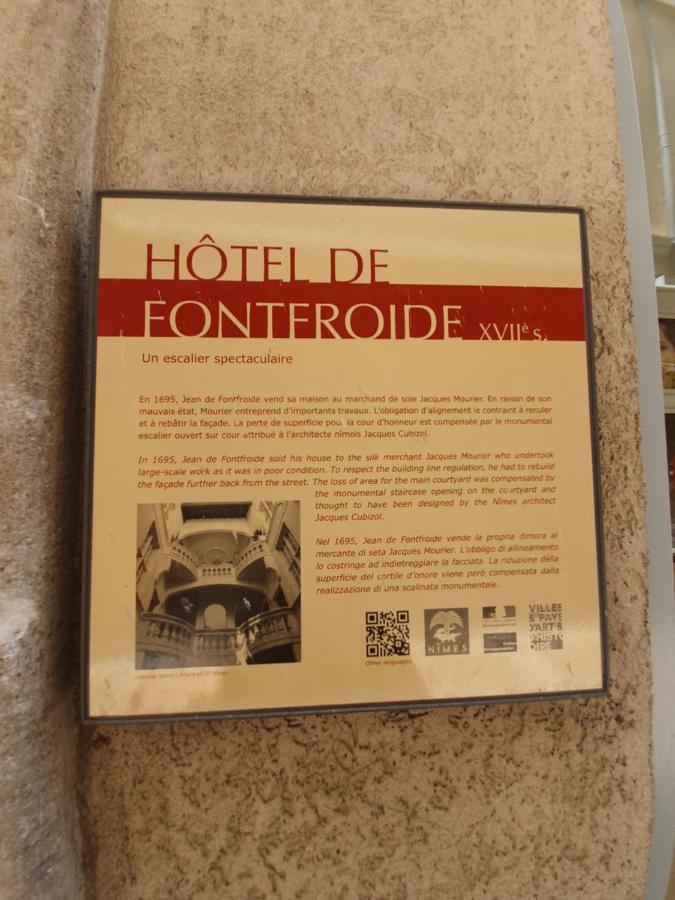 HÔTEL DE
FONTFROIDE XVIIè s.
Un escalier spectaculaire
En 1695, Jean de Fontfroide vend sa maison au marchand de soie Jacques Mourier. En raison de son
mauvais état, Mourier entreprend d'importants travaux. L'obligation d'alignement le contraint à reculer
et à rebâtir la façade. La perte de superficie pour la cour d'honneur est compensée par le monumental
escalier ouvert sur cour attribué à l'architecte nîmois Jacques Cubizol.
In 1695, Jean de Fontfroide sold his house to the silk merchant Jacques Mourier who undertook
large-scale work as it was in poor condition. To respect the building line regulation, he had to rebuild
the façade further back from the street. The loss of area for the main courtyard was compensated by
the monumental staircase opening on the courtyard and
thought to have been designed by the Nîmes architect
Jacques Cubizol.
Nel 1695, Jean de Fontfroide vende la propria dimora al
mercante di seta Jacques Mourier. L'obbligo di allineamento
lo costringe ad indietreggiare la facciata. La riduzione della
superficie del cortile d'onore viene però compensata dalla
realizzazione di una scalinata monumentale.
Other languages
NÎMES
VILLES
& PAYS
D'ART &
D'HISTO
IRE